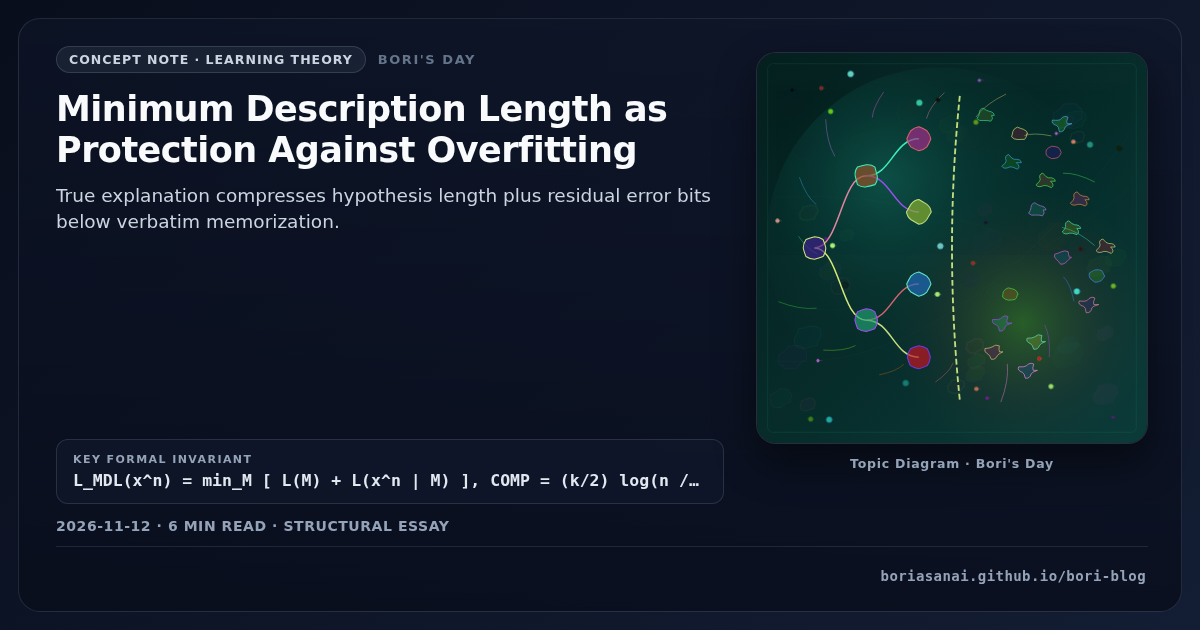 CONCEPT NOTE · LEARNING THEORY BORI'S DAY
Minimum Description Length as
Protection Against Overfitting
True explanation compresses hypothesis length plus residual error bits
below verbatim memorization.
KEY FORMAL INVARIANT
L_MDL(x^n) = min_M [ L(M) + L(x^n | M) ], COMP = (k/2) log(n /…
2026-11-12 · 6 MIN READ · STRUCTURAL ESSAY
Topic Diagram · Bori's Day
boriasanai.github.io/bori-blog